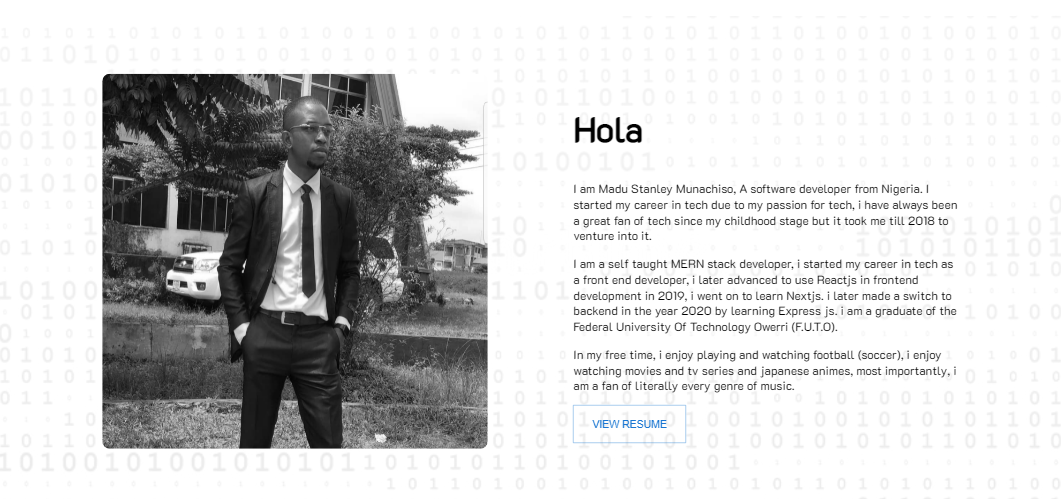 Hola
I am Madu Stanley Munachiso, A software developer from Nigeria. I
started my career in tech due to my passion for tech, i have always been
a great fan of tech since my childhood stage but it took me till 2018 to
venture into it.
I am a self taught MERN stack developer, i started my career in tech as
a front end developer, i later advanced to use Reactjs in frontend
development in 2019, i went on to learn Nextjs. i later made a switch to
backend in the year 2020 by learning Express js. i am a graduate of the
Federal University Of Technology Owerri (F.U.T.O).
In my free time, i enjoy playing and watching football (soccer), i enjoy
watching movies and tv series and japanese animes, most importantly, i
am a fan of literally every genre of music.
VIEW RESUME